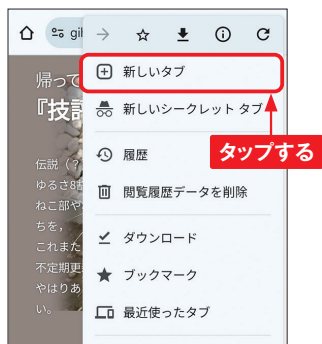 gil
新しいタブ
新しいシークレット タブ
履歴
タップする
閲覧履歴データを削除
ダウンロード
ブックマーク
最近使ったタブ
帰って
『技評
伝説（？
ゆるさ8割
ねこ部や
ちを，
これまた
不定期更
やはりあ
い。